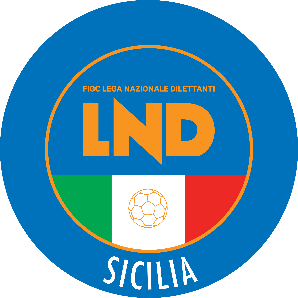 FIGC LEGA NAZIONALE DILETTANTI
LND
SICILIA